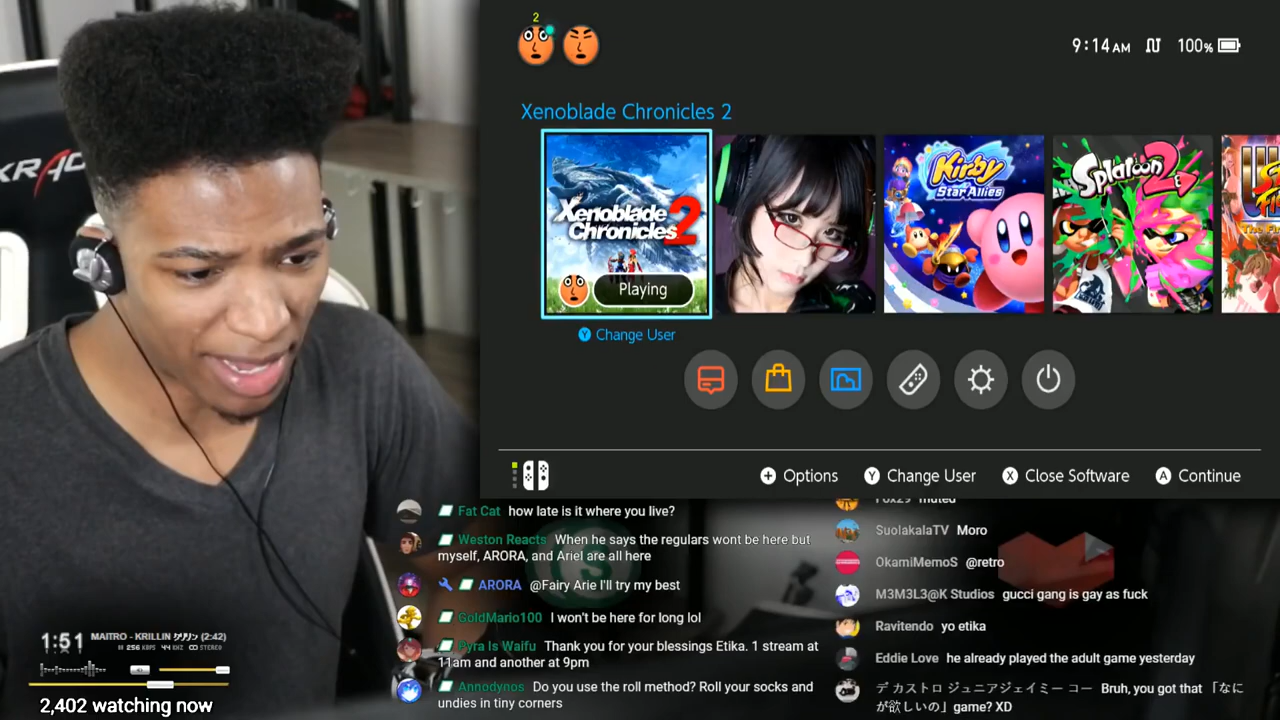 2
9:14 AM 100%
KRAC
Xenoblade Chronicles 2
Xenoblade
Chronicles 2
Playing
Kirby
Star Allies
Splatoon 2
Change User
Options Change User Close Software Continue
Fat Cat how late is it where you live?
Weston Reacts When he says the regulars wont be here but
myself, ARORA, and Ariel are all here
ARORA @Fairy Arie I'll try my best
GoldMario100 I won't be here for long lol
Pyra Is Waifu Thank you for your blessings Etika. 1 stream at
11am and another at 9pm
Annodynos Do you use the roll method? Roll your socks and
undies in tiny corners
Fox29 muted
SuolakalaTV Moro
OkamiMemoS @retro
M3M3L3@K Studios gucci gang is gay as fuck
Ravitendo yo etika
Eddie Love he already played the adult game yesterday
デ カストロ ジュニアジェイミー コー Bruh, you got that 「なに
が欲しいの」 game? XD
1:51 MAITRO - KRILLIN クリリン (2:42)
256 KBPS 44 KHZ STEREO
2,402 watching now